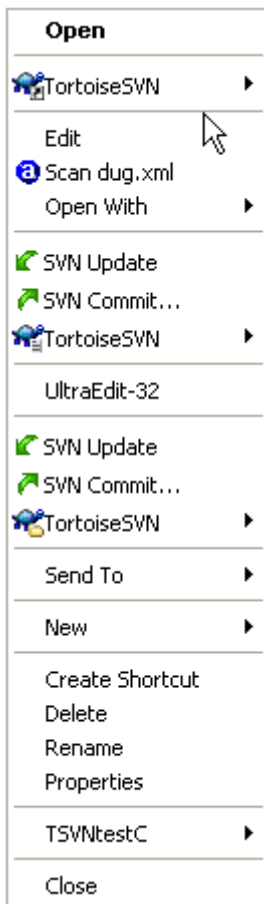 Open
TortoiseSVN
Edit
Scan dug.xml
Open With
SVN Update
SVN Commit...
TortoiseSVN
UltraEdit-32
SVN Update
SVN Commit...
TortoiseSVN
Send To
New
Create Shortcut
Delete
Rename
Properties
TSVNtestC
Close